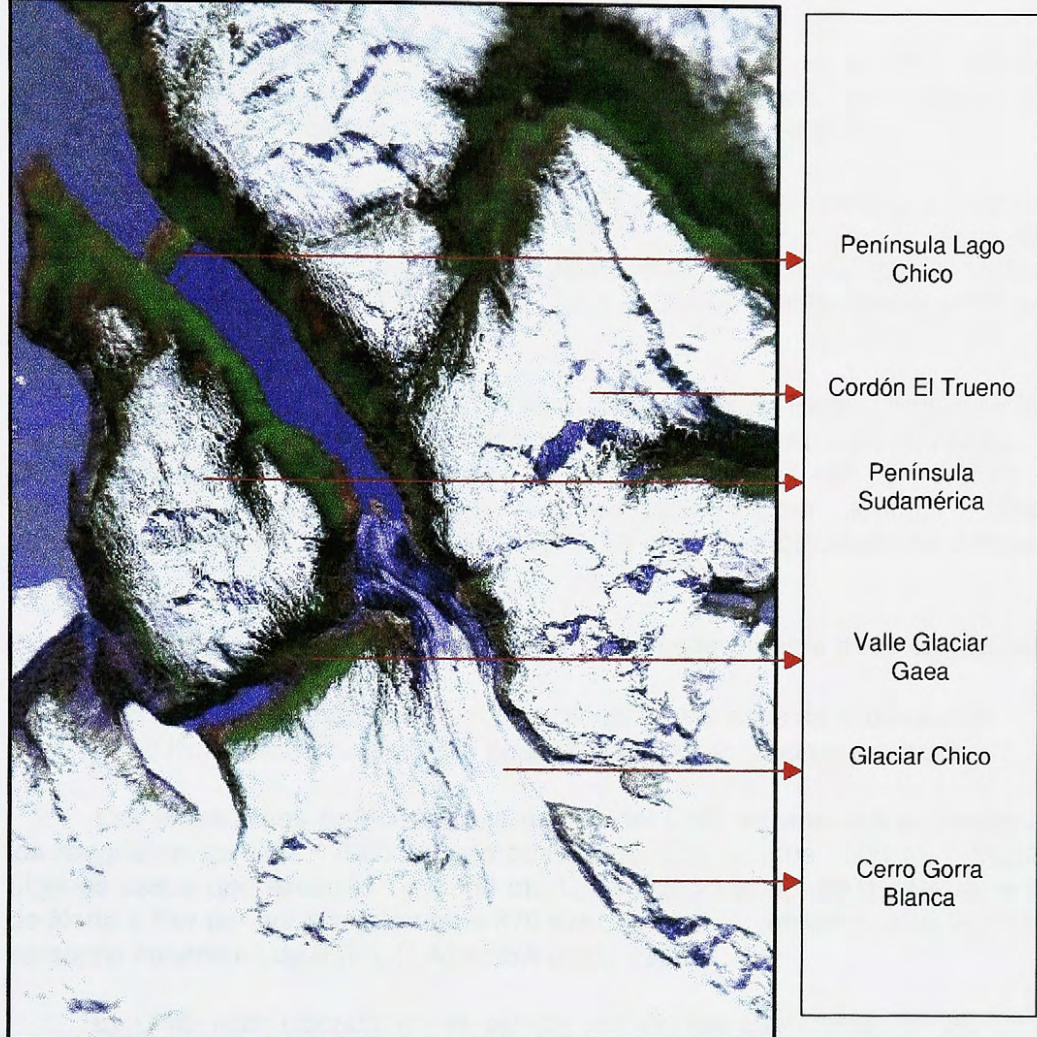 Península Lago
Chico
Cordón El Trueno
Península
Sudamérica
Valle Glaciar
Gaea
Glaciar Chico
Cerro Gorra
Blanca